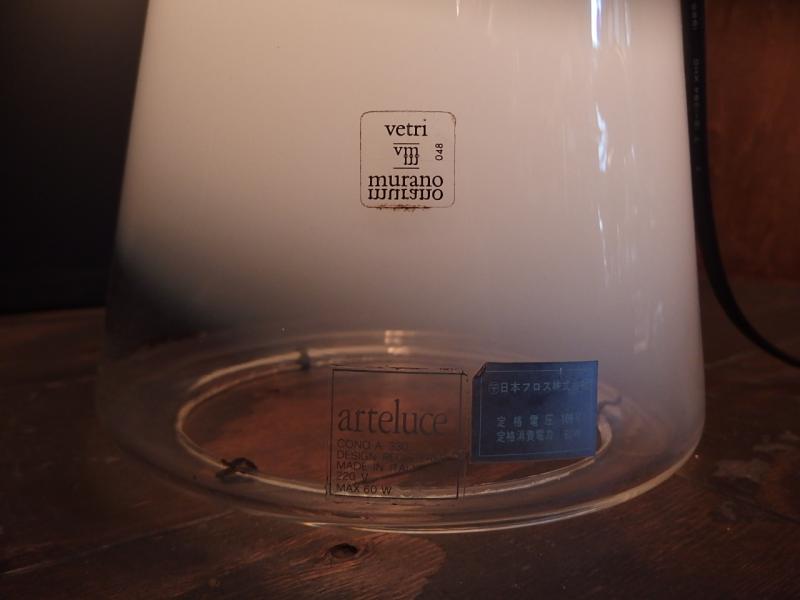 vetri
vm
048
murano
arteluce
CONO A 330
DESIGN
MADE IN ITALY
220 V
MAX 60 W
日本フロス株式会社
定格電圧
定格消費電力